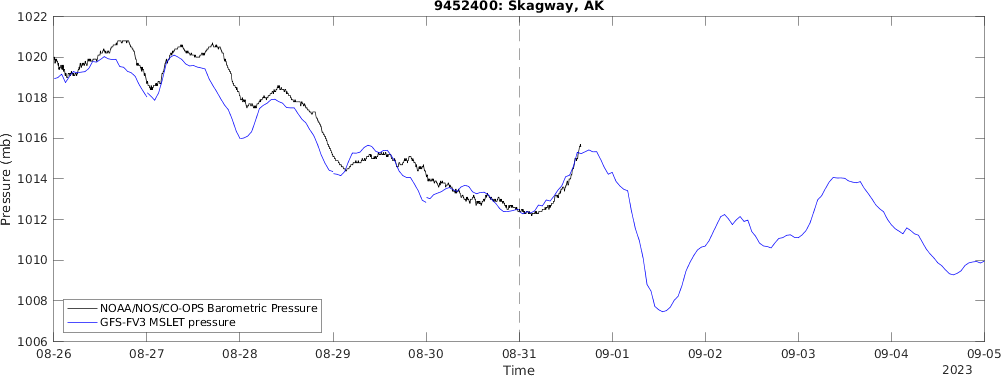 9452400: Skagway, AK
Pressure (mb)
1022
1020
1018
1016
1014
1012
1010
1008
1006
NOAA/NOS/CO-OPS Barometric Pressure
GFS-FV3 MSLET pressure
08-26 08-27 08-28 08-29 08-30 08-31 09-01 09-02 09-03 09-04 09-05
Time
2023